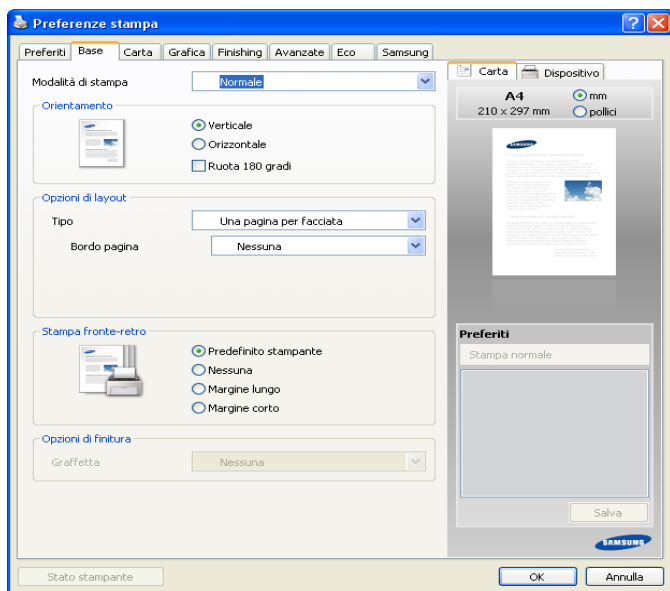 Preferenze stampa
Preferiti Base Carta Grafica Finishing Avanzate Eco Samsung
Modalità di stampa Normale
Orientamento
Verticale
Orizzontale
Ruota 180 gradi
Opzioni di layout
Tipo Una pagina per facciata
Bordo pagina Nessuna
Stampa fronte-retro
Predefinito stampante
Nessuna
Margine lungo
Margine corto
Opzioni di finitura
Graffetta Nessuna
Carta Dispositivo
A4 mm
210 x 297 mm pollici
Preferiti
Stampa normale
Salva
SAMSUNG
Stato stampante OK Annulla